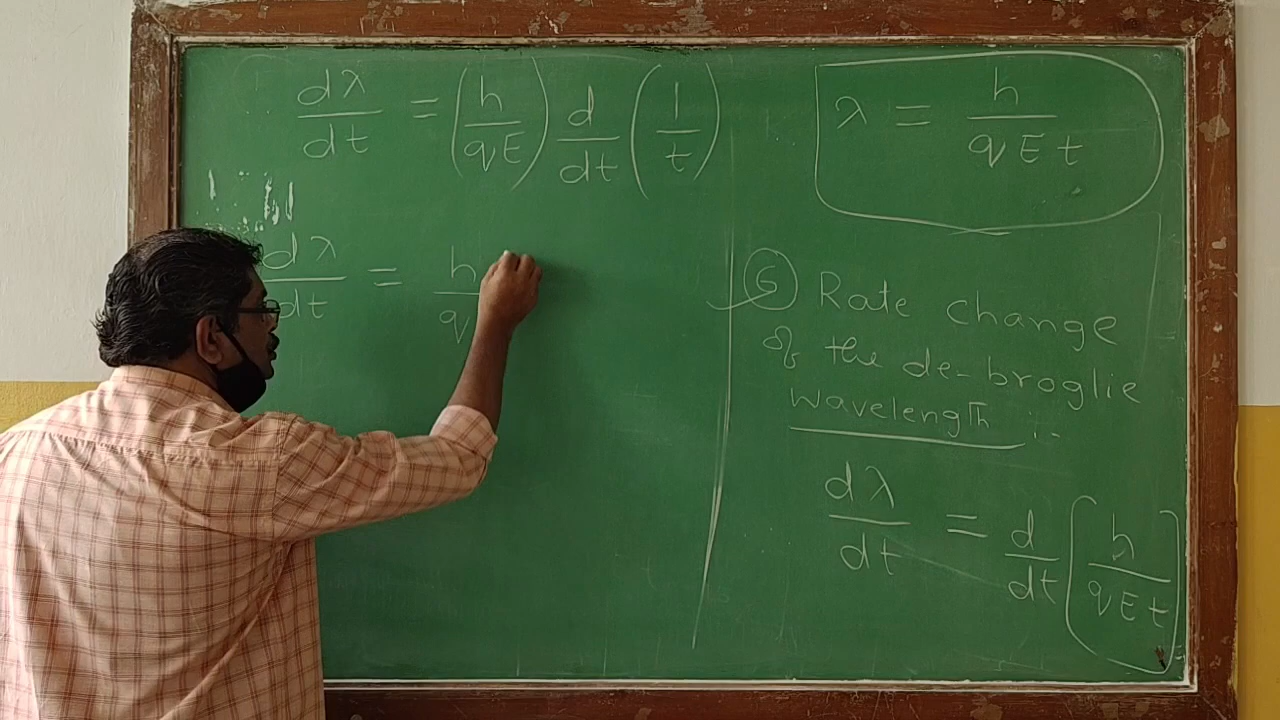 dλ/dt = (h/qE) d/dt (1/t)
dλ/dt = h/q
λ = h/qEt
6 Rate change
of the de-broglie
wavelength :-
dλ/dt = d/dt [h/qEt]